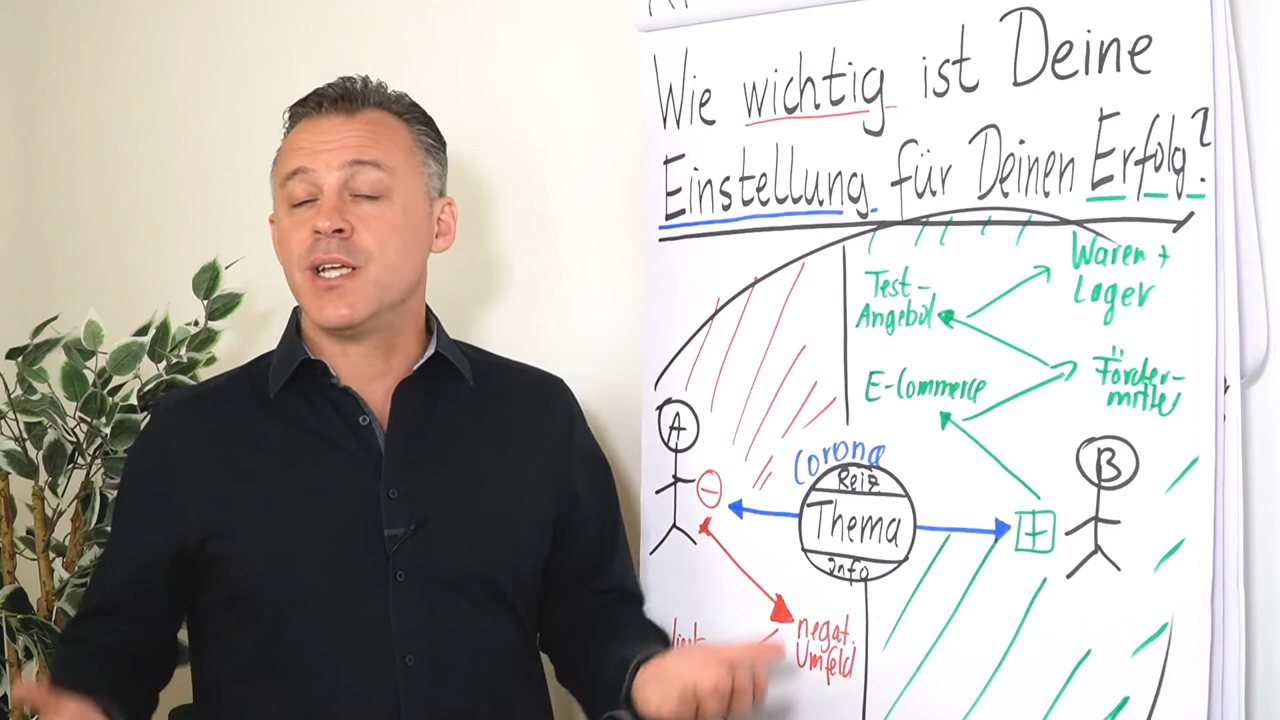 Wie wichtig ist Deine
Einstellung für Deinen Erfolg?
Test-
Angebot
Waren +
Lager
E-Commerce
Förder-
mittel
A
B
Corona
Reiz
Thema
Info
negat.
Umfeld